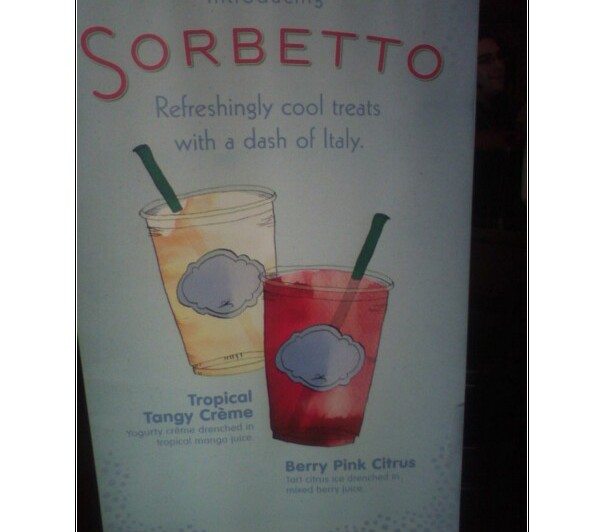 Introducing
SORBETTO
Refreshingly cool treats
with a dash of Italy.
Tropical
Tangy Crème
Yogurty crème drenched in
tropical mango juice.
Berry Pink Citrus
Tart citrus ice drenched in
mixed berry juice.